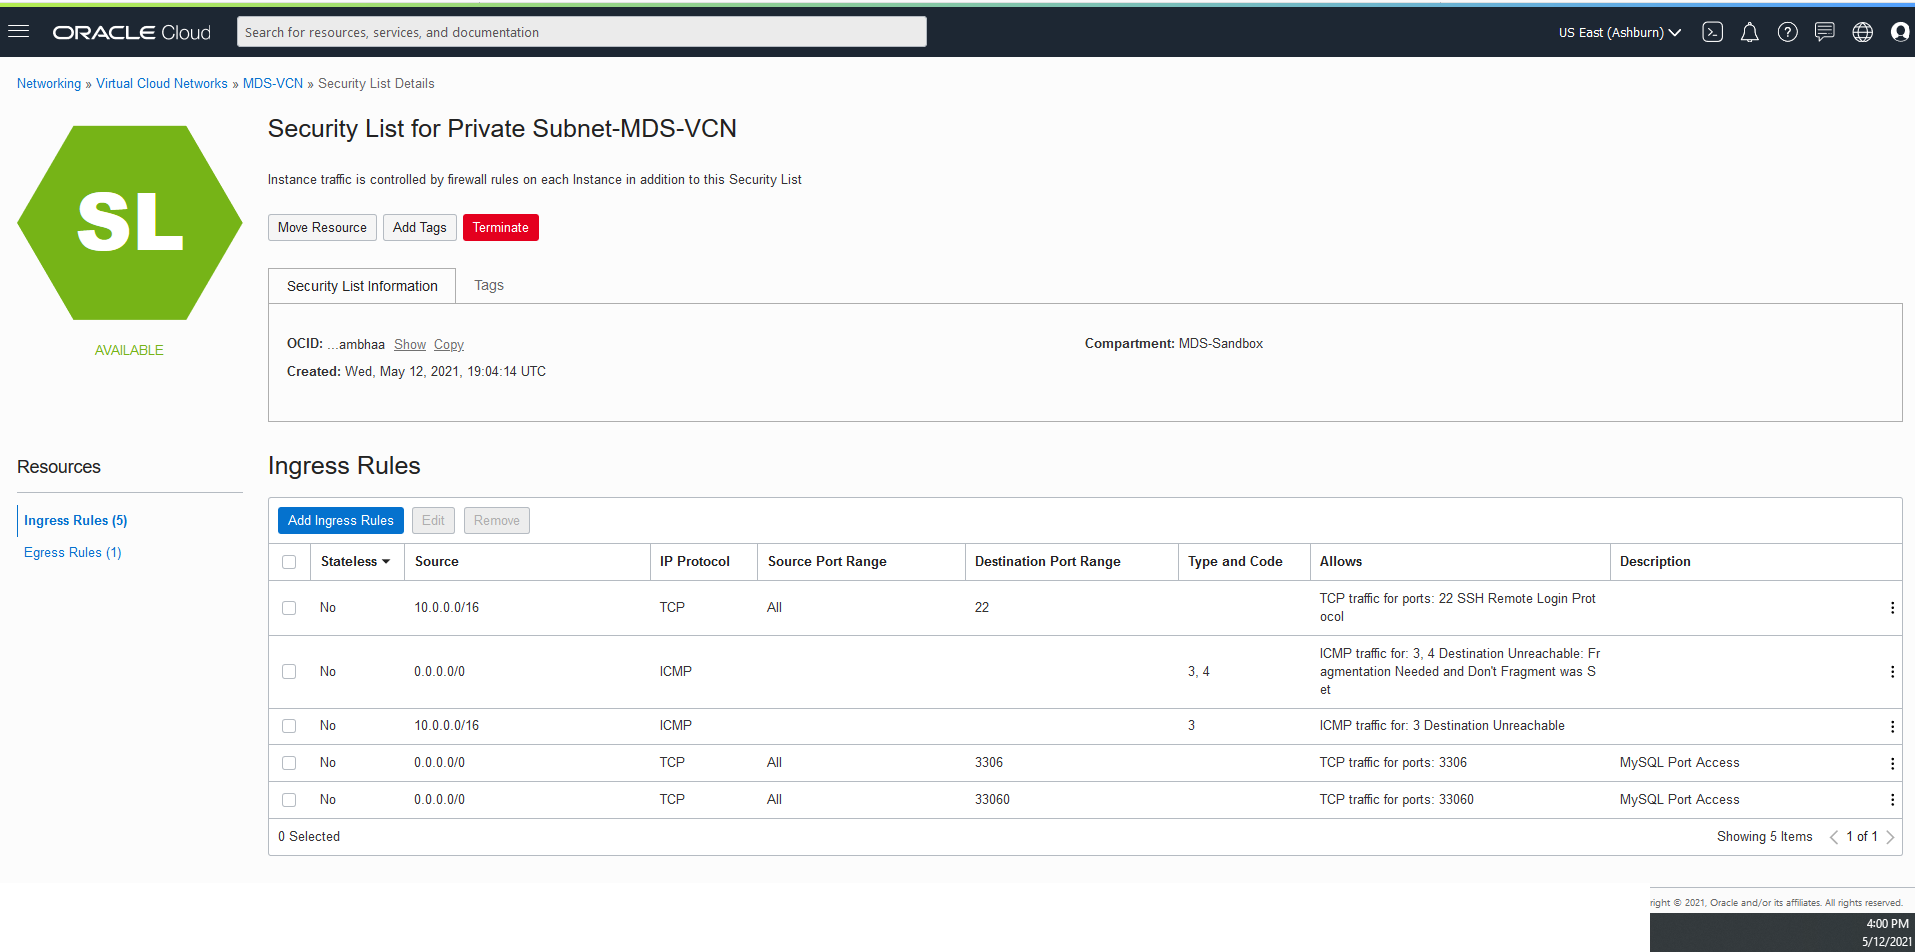 ORACLE Cloud
Search for resources, services, and documentation
US East (Ashburn)
Networking » Virtual Cloud Networks » MDS-VCN » Security List Details
SL
AVAILABLE
Security List for Private Subnet-MDS-VCN
Instance traffic is controlled by firewall rules on each Instance in addition to this Security List
Move Resource Add Tags Terminate
Security List Information Tags
OCID: ...ambhaa Show Copy
Compartment: MDS-Sandbox
Created: Wed, May 12, 2021, 19:04:14 UTC
Resources
Ingress Rules (5)
Egress Rules (1)
Ingress Rules
Add Ingress Rules Edit Remove
Stateless Source IP Protocol Source Port Range Destination Port Range Type and Code Allows Description
No 10.0.0.0/16 TCP All 22 TCP traffic for ports: 22 SSH Remote Login Prot
ocol
No 0.0.0.0/0 ICMP 3, 4 ICMP traffic for: 3, 4 Destination Unreachable: Fr
agmentation Needed and Don't Fragment was S
et
No 10.0.0.0/16 ICMP 3 ICMP traffic for: 3 Destination Unreachable
No 0.0.0.0/0 TCP All 3306 TCP traffic for ports: 3306 MySQL Port Access
No 0.0.0.0/0 TCP All 33060 TCP traffic for ports: 33060 MySQL Port Access
0 Selected
Showing 5 Items 1 of 1
right © 2021, Oracle and/or its affiliates. All rights reserved.
4:00 PM
5/12/2021